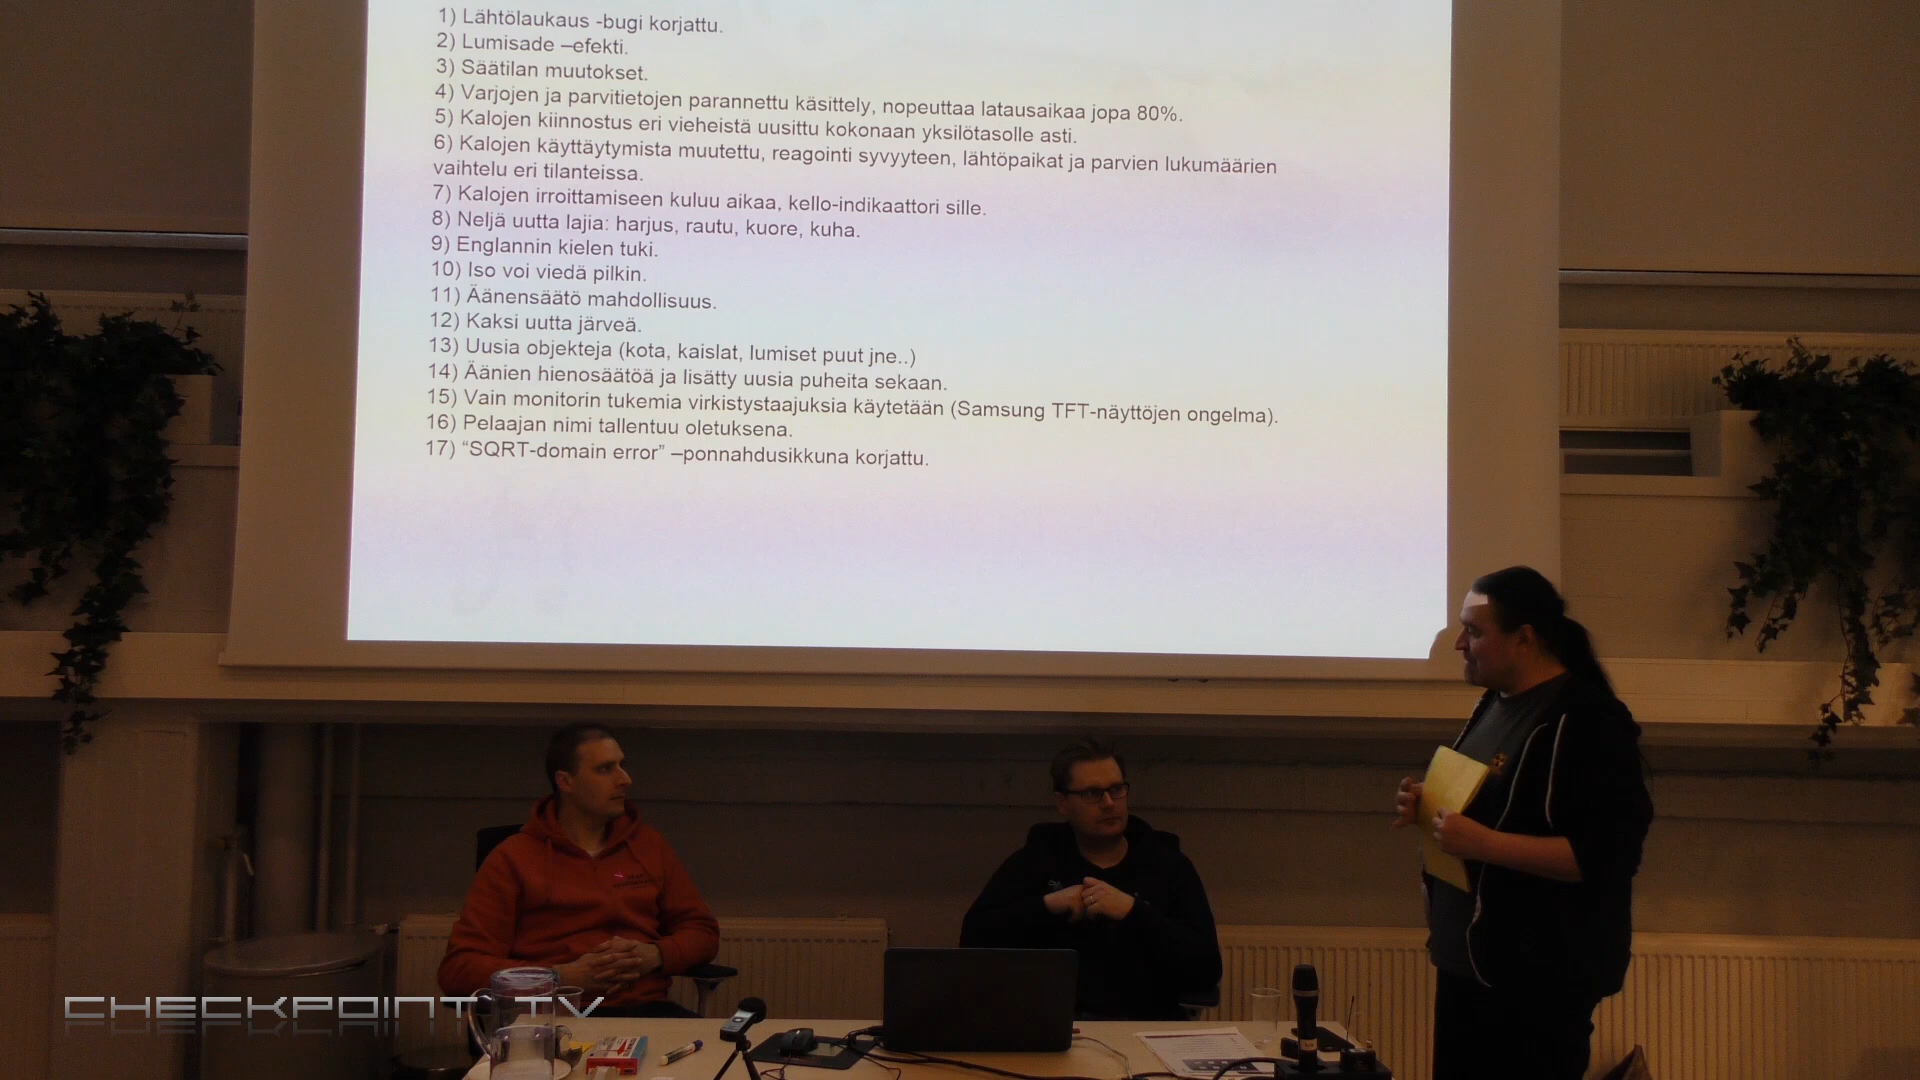 1) Lähtölaukaus -bugi korjattu.
2) Lumisade –efekti.
3) Säätilan muutokset.
4) Varjojen ja parvitietojen parannettu käsittely, nopeuttaa latausaikaa jopa 80%.
5) Kalojen kiinnostus eri vieheistä uusittu kokonaan yksilötasolle asti.
6) Kalojen käyttäytymista muutettu, reagointi syvyyteen, lähtöpaikat ja parvien lukumäärien
vaihtelu eri tilanteissa.
7) Kalojen irroittamiseen kuluu aikaa, kello-indikaattori sille.
8) Neljä uutta lajia: harjus, rautu, kuore, kuha.
9) Englannin kielen tuki.
10) Iso voi viedä pilkin.
11) Äänensäätö mahdollisuus.
12) Kaksi uutta järveä.
13) Uusia objekteja (kota, kaislat, lumiset puut jne..)
14) Äänien hienosäätöä ja lisätty uusia puheita sekaan.
15) Vain monitorin tukemia virkistystaajuksia käytetään (Samsung TFT-näyttöjen ongelma).
16) Pelaajan nimi tallentuu oletuksena.
17) “SQRT-domain error” –ponnahdusikkuna korjattu.
CHECKPOINT TV